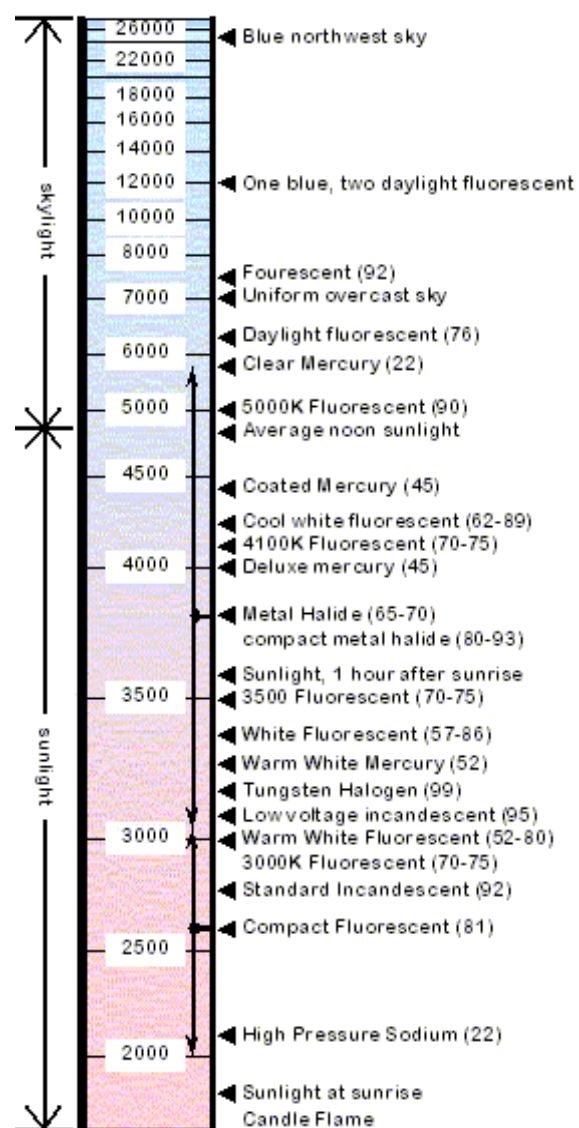 26000
Blue northwest sky
22000
18000
16000
14000
12000
One blue, two daylight fluorescent
10000
skylight
8000
Fourescent (92)
7000
Uniform overcast sky
Daylight fluorescent (76)
6000
Clear Mercury (22)
5000
5000K Fluorescent (90)
Average noon sunlight
4500
Coated Mercury (45)
Cool white fluorescent (62-89)
4100K Fluorescent (70-75)
4000
Deluxe mercury (45)
Metal Halide (65-70)
compact metal halide (80-93)
Sunlight, 1 hour after sunrise
3500
3500 Fluorescent (70-75)
White Fluorescent (57-86)
sunlight
Warm White Mercury (52)
Tungsten Halogen (99)
Low voltage incandescent (95)
3000
Warm White Fluorescent (52-80)
3000K Fluorescent (70-75)
Standard Incandescent (92)
Compact Fluorescent (81)
2500
High Pressure Sodium (22)
2000
Sunlight at sunrise
Candle Flame